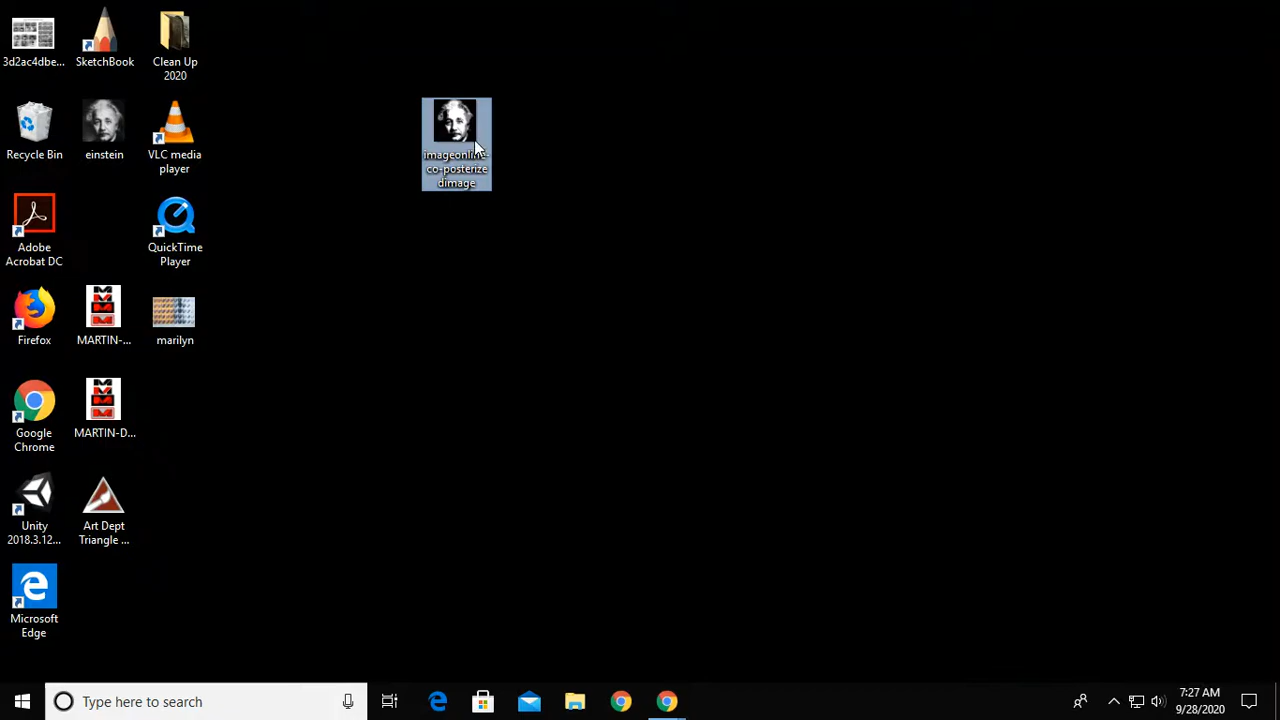 3d2ac4dbe...
SketchBook
Clean Up
2020
Recycle Bin
einstein
VLC media
player
imageonline-
co-posterize
dimage
Adobe
Acrobat DC
QuickTime
Player
Firefox
MARTIN-...
marilyn
Google
Chrome
MARTIN-D...
Unity
2018.3.12...
Art Dept
Triangle ...
Microsoft
Edge
Type here to search
7:27 AM
9/28/2020